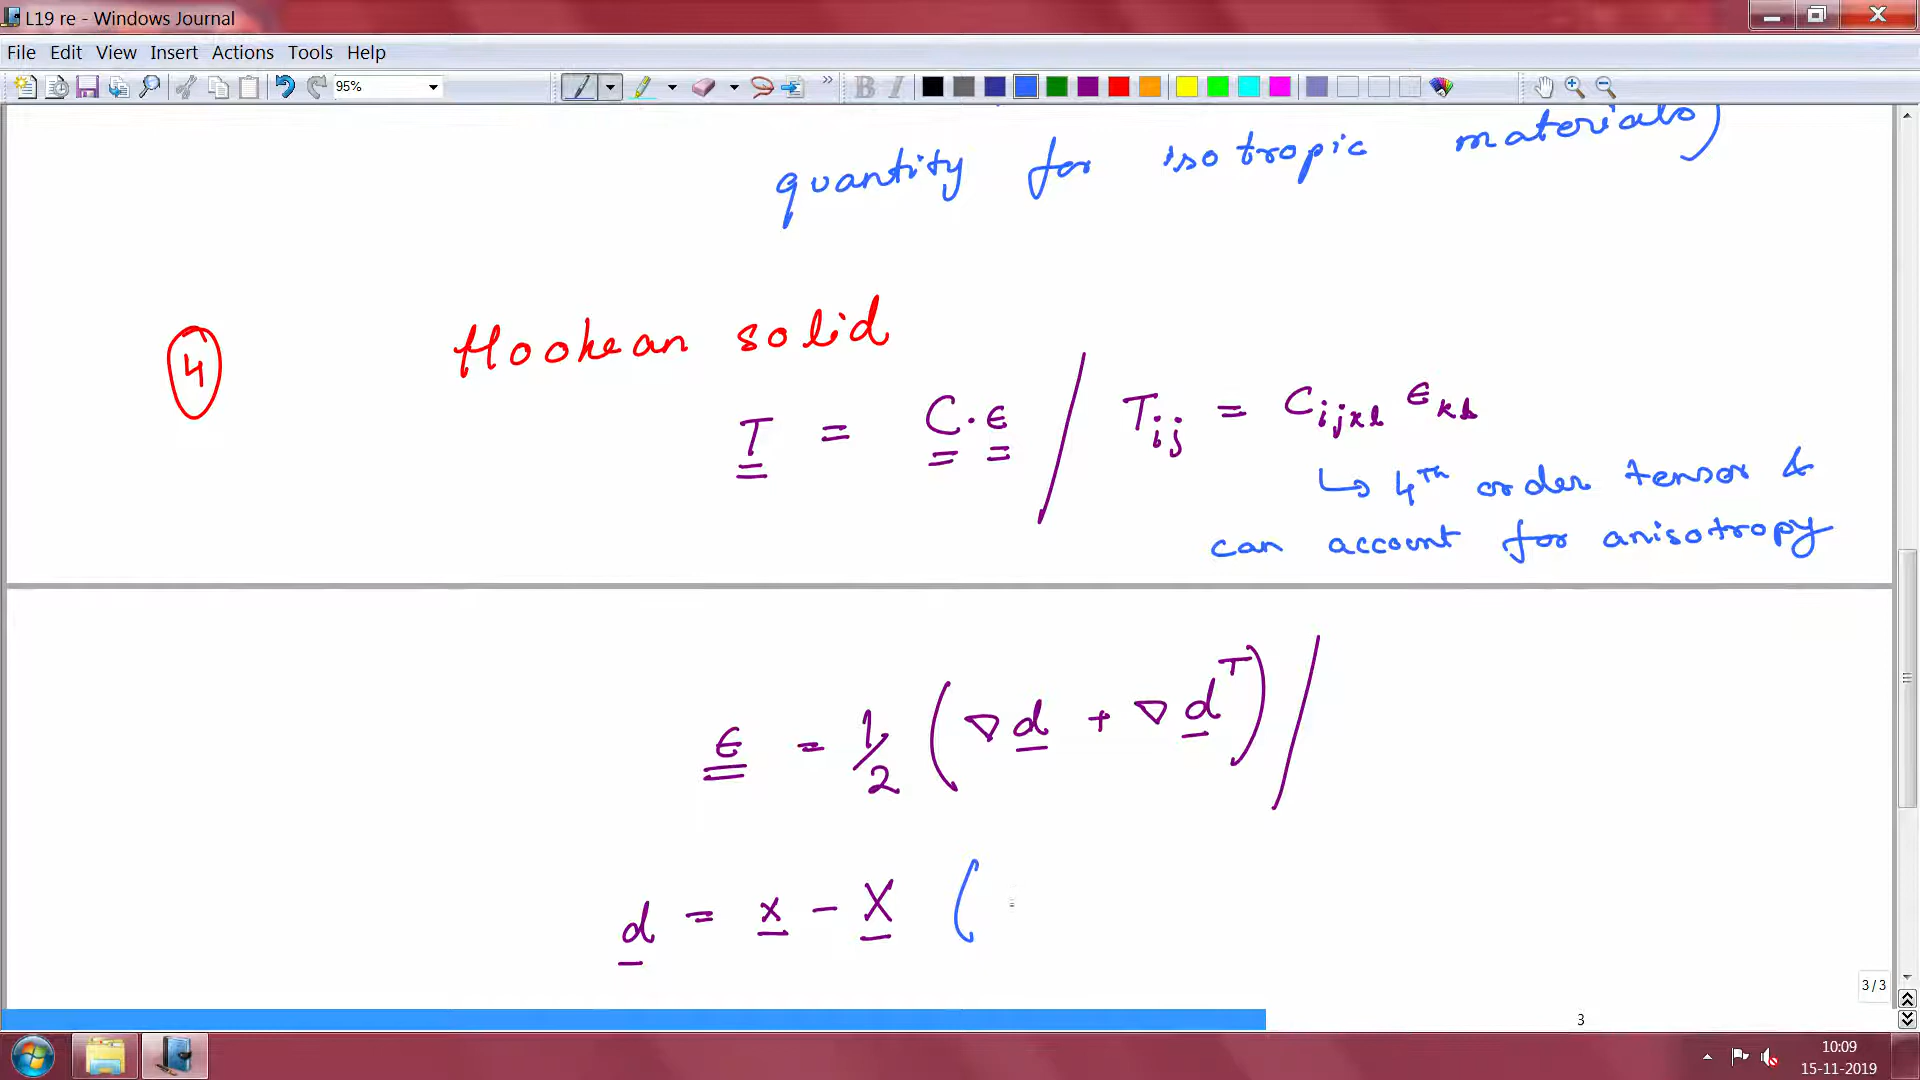 L19 re - Windows Journal
File Edit View Insert Actions Tools Help
95%
B I
quantity for isotropic materials)
4 Hookean solid
T = C · ϵ / Tij = Cijkl ϵkl
↳ 4th order tensor &
can account for anisotropy
ϵ = 1/2 (∇ d + ∇ d^T) /
d = x - X (
3 / 3
3
10:09
15-11-2019